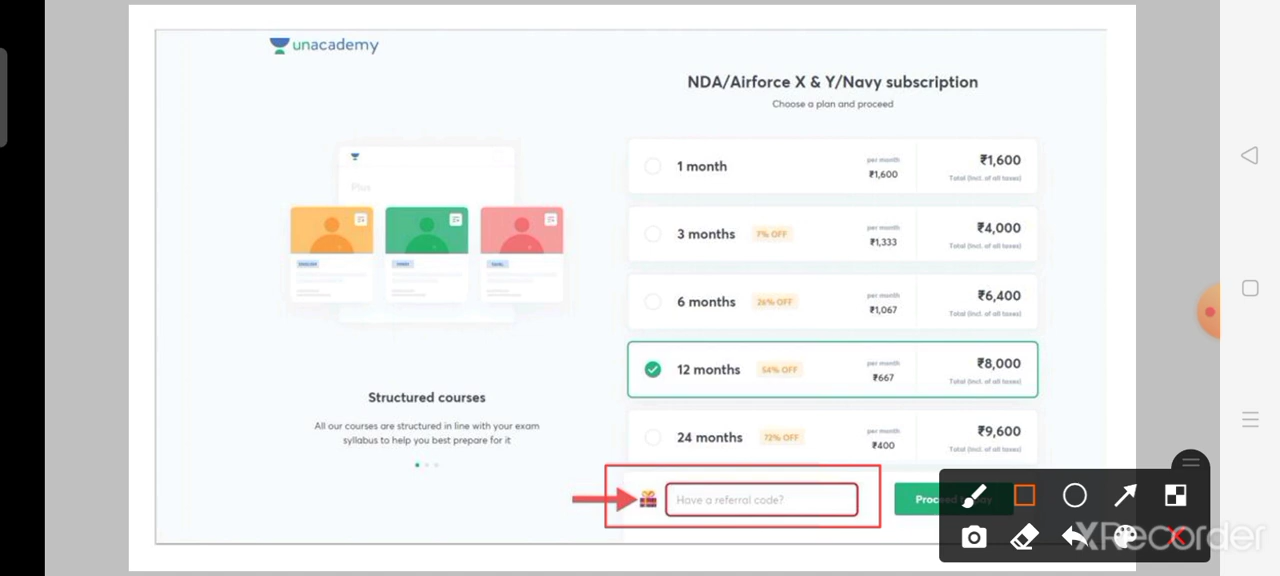 unacademy
NDA/Airforce X & Y/Navy subscription
Choose a plan and proceed
1 month
per month
₹1,600
₹1,600
Total (Incl. of all taxes)
3 months
7% OFF
per month
₹1,333
₹4,000
Total (Incl. of all taxes)
6 months
26% OFF
per month
₹1,067
₹6,400
Total (Incl. of all taxes)
12 months
54% OFF
per month
₹667
₹8,000
Total (Incl. of all taxes)
24 months
72% OFF
per month
₹400
₹9,600
Total (Incl. of all taxes)
Plan
Structured courses
All our courses are structured in line with your exam
syllabus to help you best prepare for it
Have a referral code?
XRecorder